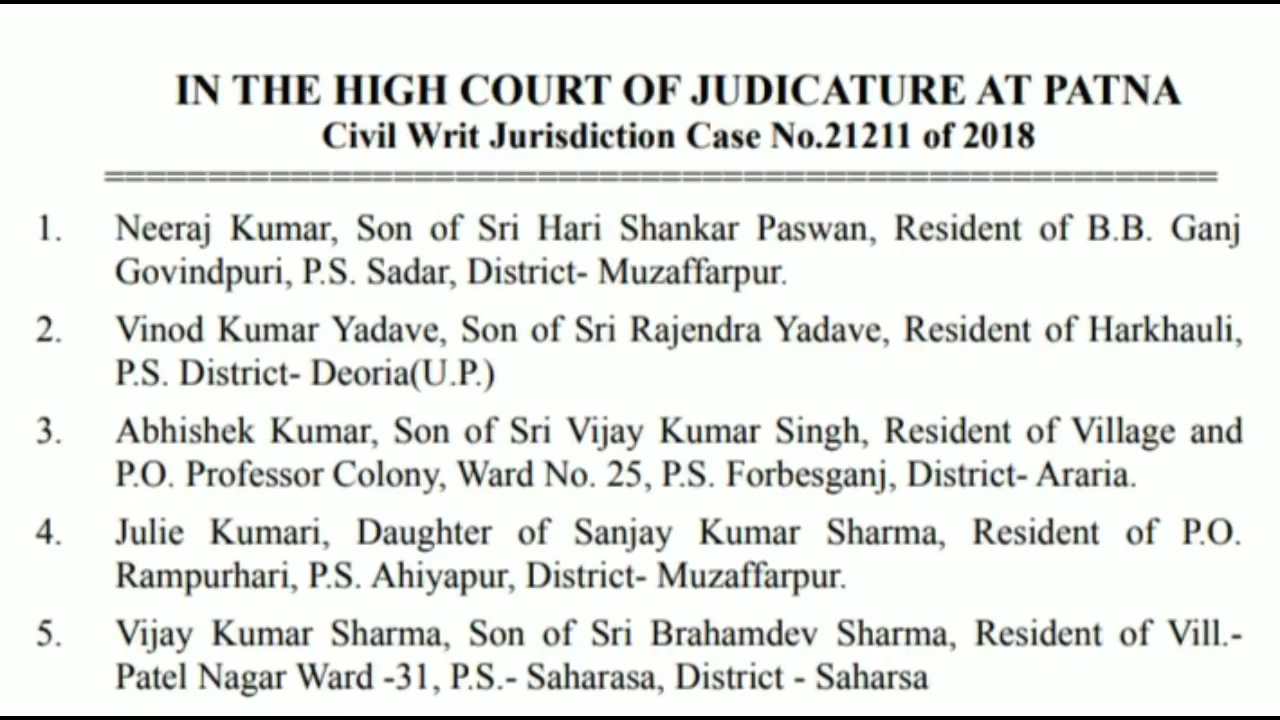 IN THE HIGH COURT OF JUDICATURE AT PATNA
Civil Writ Jurisdiction Case No.21211 of 2018
======================================================
1. Neeraj Kumar, Son of Sri Hari Shankar Paswan, Resident of B.B. Ganj
Govindpuri, P.S. Sadar, District- Muzaffarpur.
2. Vinod Kumar Yadave, Son of Sri Rajendra Yadave, Resident of Harkhauli,
P.S. District- Deoria(U.P.)
3. Abhishek Kumar, Son of Sri Vijay Kumar Singh, Resident of Village and
P.O. Professor Colony, Ward No. 25, P.S. Forbesganj, District- Araria.
4. Julie Kumari, Daughter of Sanjay Kumar Sharma, Resident of P.O.
Rampurhari, P.S. Ahiyapur, District- Muzaffarpur.
5. Vijay Kumar Sharma, Son of Sri Brahamdev Sharma, Resident of Vill.-
Patel Nagar Ward -31, P.S.- Saharasa, District - Saharsa